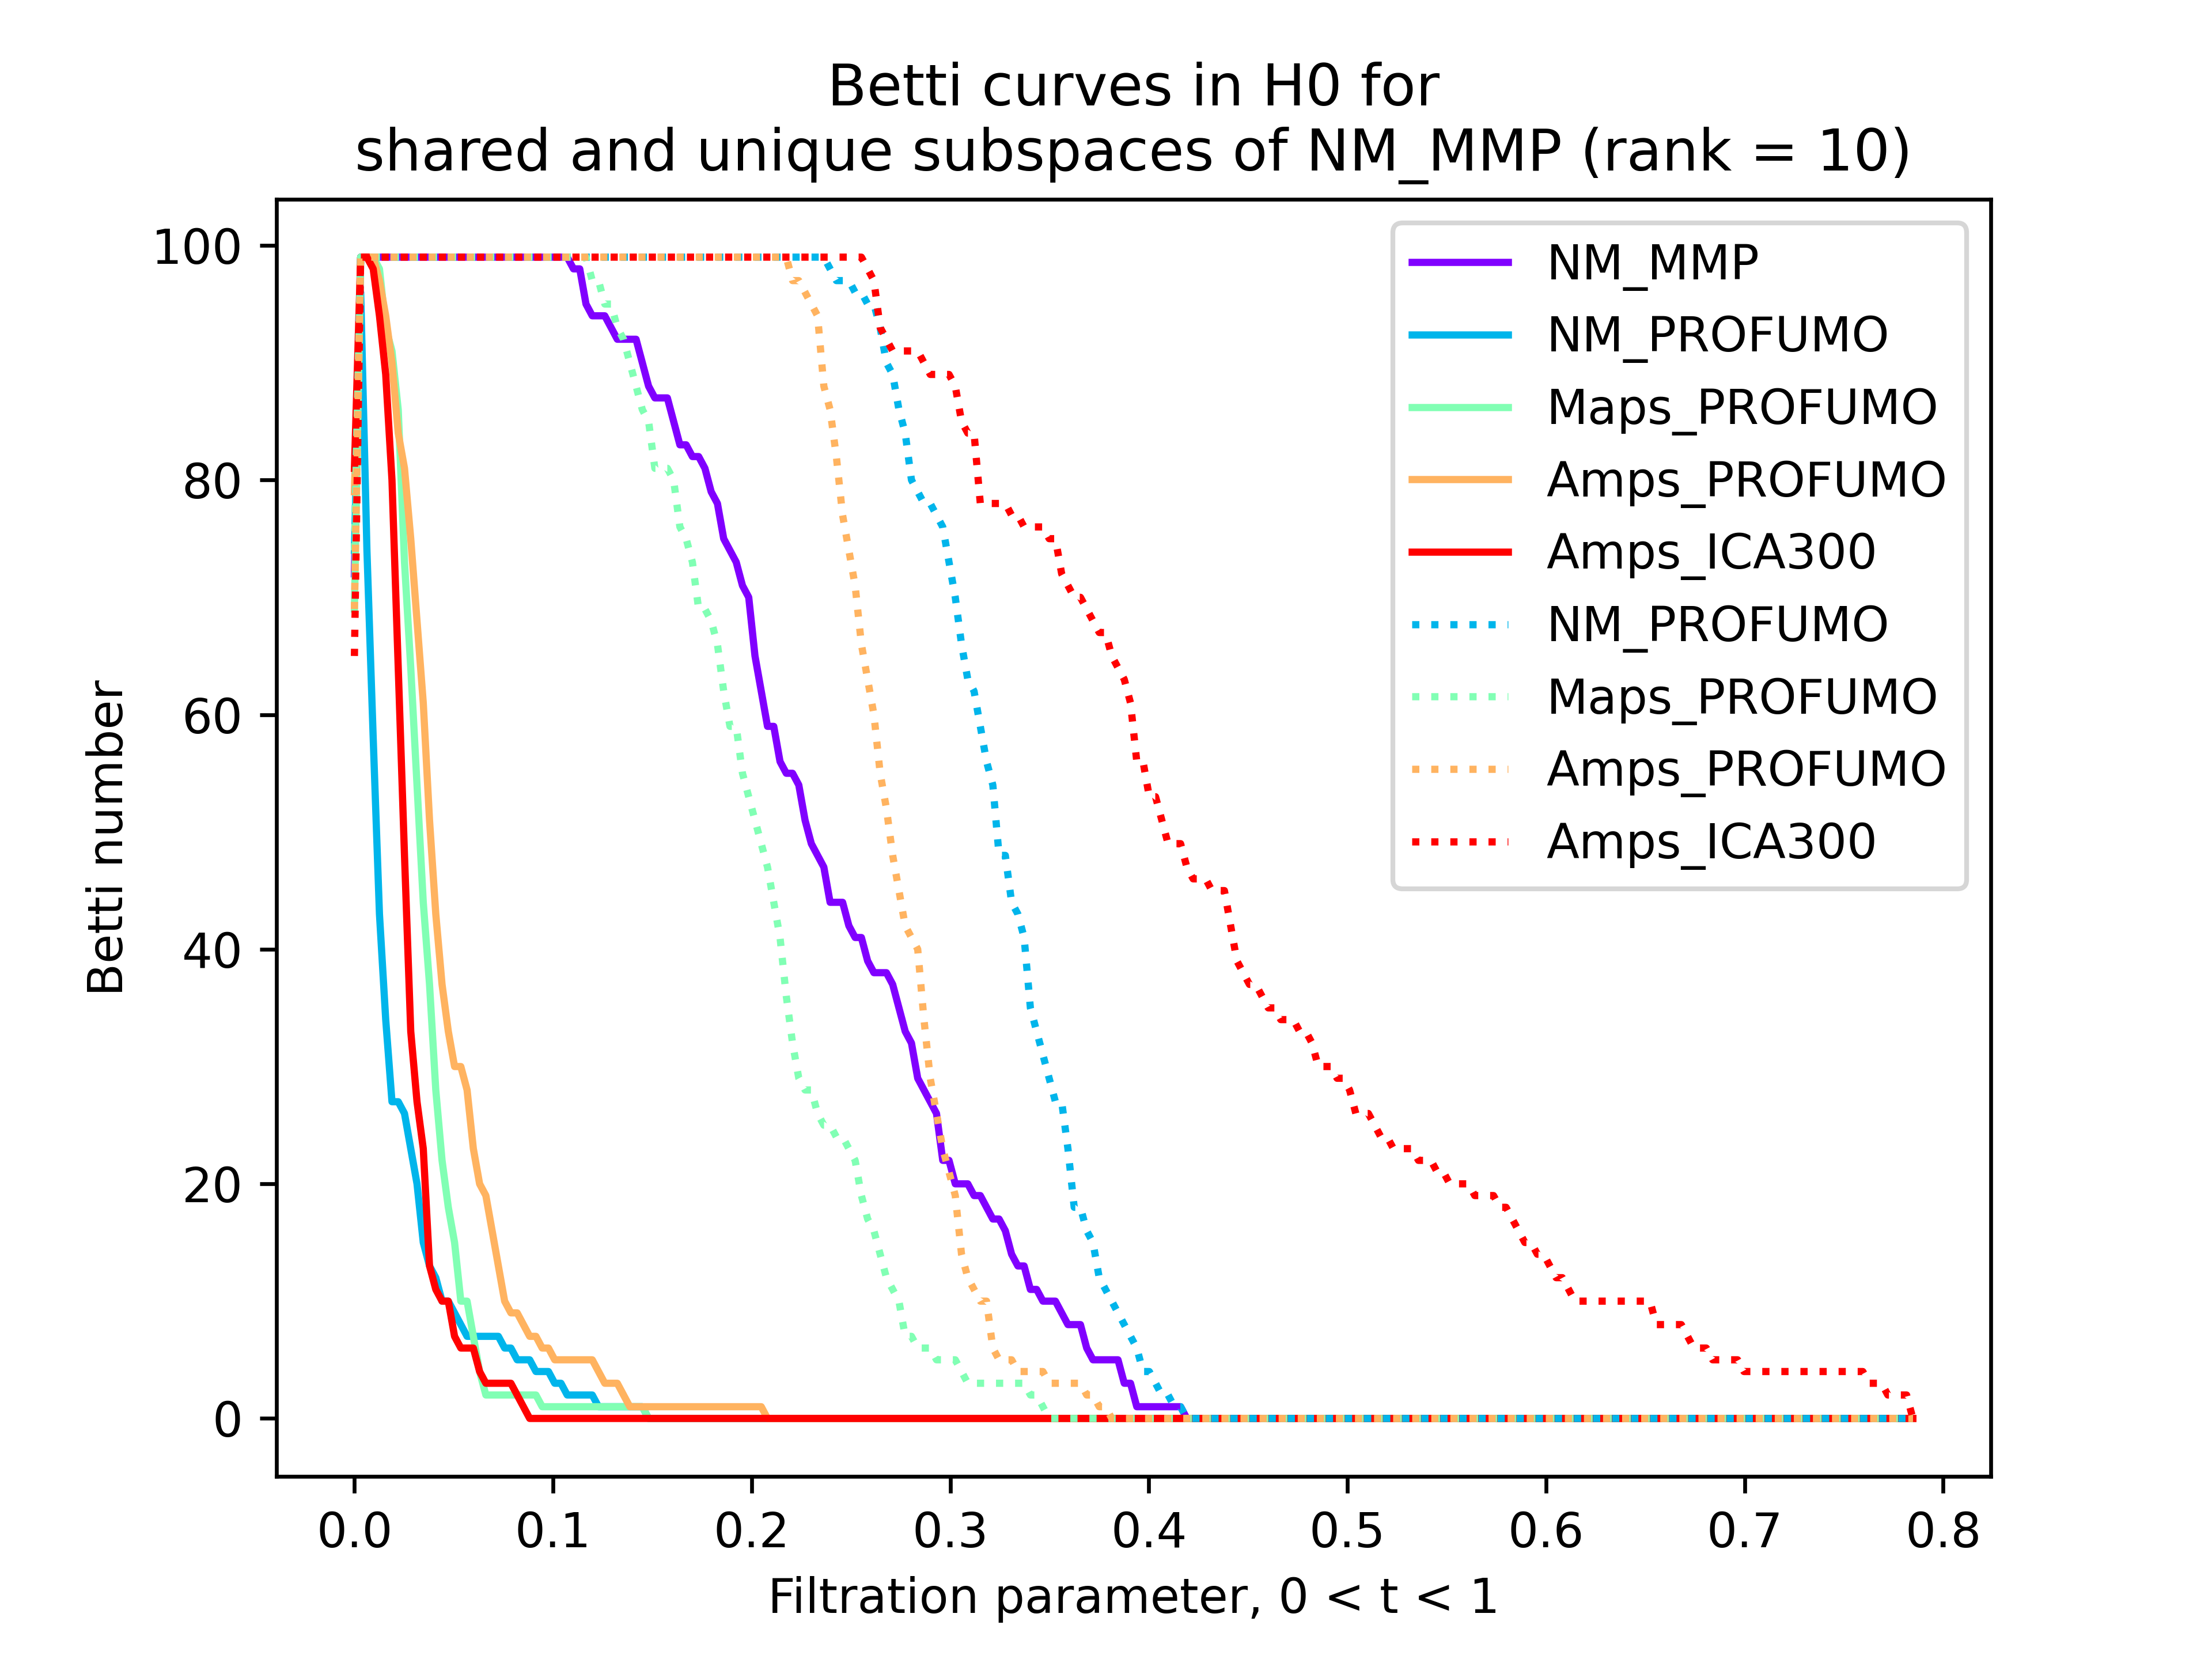 Betti curves in H0 for
shared and unique subspaces of NM_MMP (rank = 10)
100
80
60
40
20
0
Betti number
NM_MMP
NM_PROFUMO
Maps_PROFUMO
Amps_PROFUMO
Amps_ICA300
NM_PROFUMO
Maps_PROFUMO
Amps_PROFUMO
Amps_ICA300
0.0 0.1 0.2 0.3 0.4 0.5 0.6 0.7 0.8
Filtration parameter, 0 < t < 1